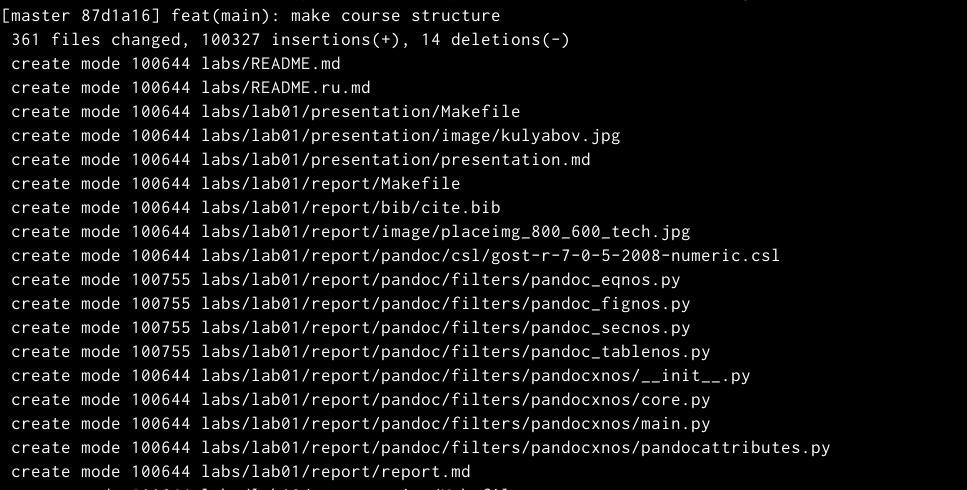 [master 87d1a16] feat(main): make course structure
361 files changed, 100327 insertions(+), 14 deletions(-)
create mode 100644 labs/README.md
create mode 100644 labs/README.ru.md
create mode 100644 labs/lab01/presentation/Makefile
create mode 100644 labs/lab01/presentation/image/kulyabov.jpg
create mode 100644 labs/lab01/presentation/presentation.md
create mode 100644 labs/lab01/report/Makefile
create mode 100644 labs/lab01/report/bib/cite.bib
create mode 100644 labs/lab01/report/image/placeimg_800_600_tech.jpg
create mode 100644 labs/lab01/report/pandoc/csl/gost-r-7-0-5-2008-numeric.csl
create mode 100755 labs/lab01/report/pandoc/filters/pandoc_eqnos.py
create mode 100755 labs/lab01/report/pandoc/filters/pandoc_fignos.py
create mode 100755 labs/lab01/report/pandoc/filters/pandoc_secnos.py
create mode 100755 labs/lab01/report/pandoc/filters/pandoc_tablenos.py
create mode 100644 labs/lab01/report/pandoc/filters/pandocxnos/__init__.py
create mode 100644 labs/lab01/report/pandoc/filters/pandocxnos/core.py
create mode 100644 labs/lab01/report/pandoc/filters/pandocxnos/main.py
create mode 100644 labs/lab01/report/pandoc/filters/pandocxnos/pandocattributes.py
create mode 100644 labs/lab01/report/report.md